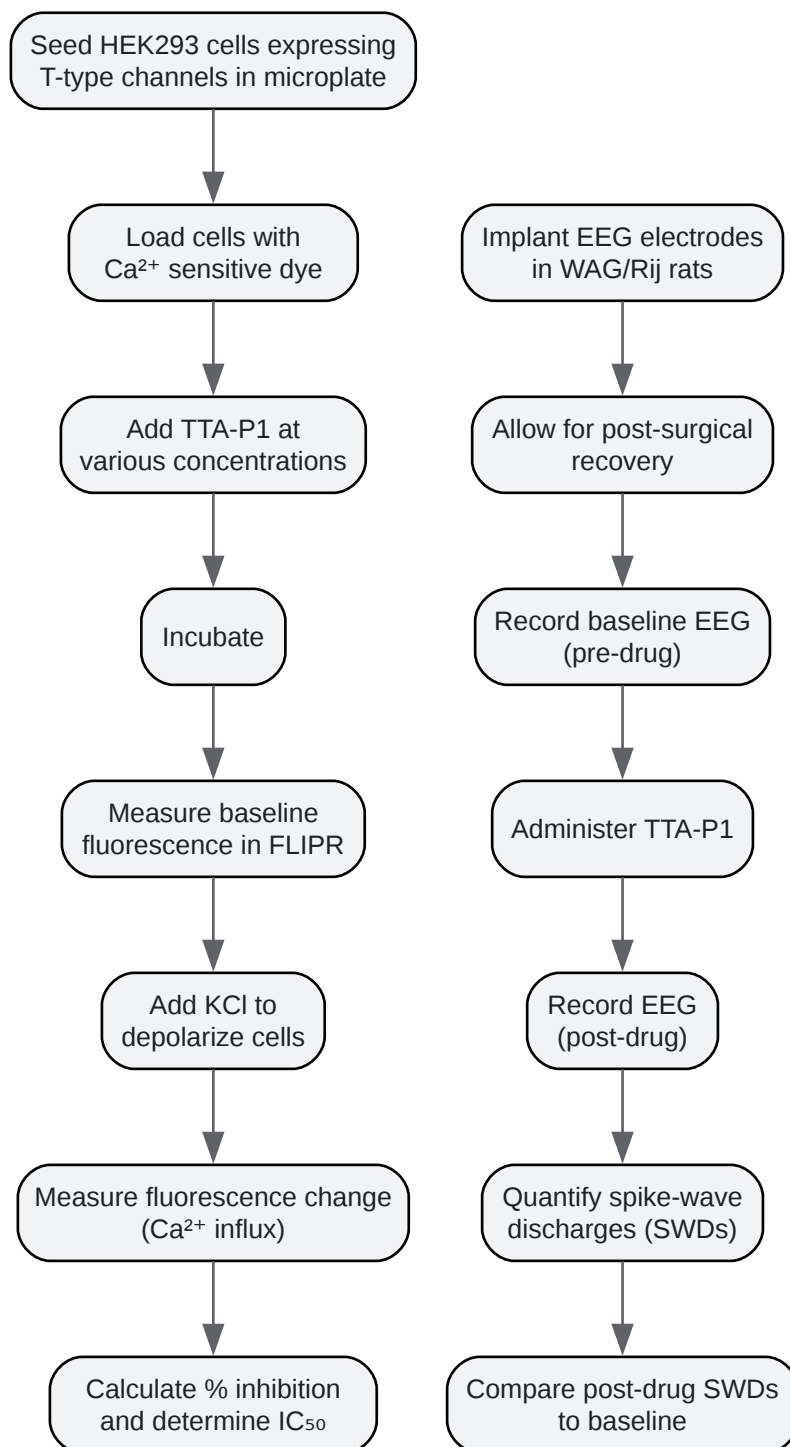 Seed HEK293 cells expressing
T-type channels in microplate
Load cells with
Ca²⁺ sensitive dye
Add TTA-P1 at
various concentrations
Incubate
Measure baseline
fluorescence in FLIPR
Add KCl to
depolarize cells
Measure fluorescence change
(Ca²⁺ influx)
Calculate % inhibition
and determine IC₅₀
Implant EEG electrodes
in WAG/Rij rats
Allow for post-surgical
recovery
Record baseline EEG
(pre-drug)
Administer TTA-P1
Record EEG
(post-drug)
Quantify spike-wave
discharges (SWDs)
Compare post-drug SWDs
to baseline